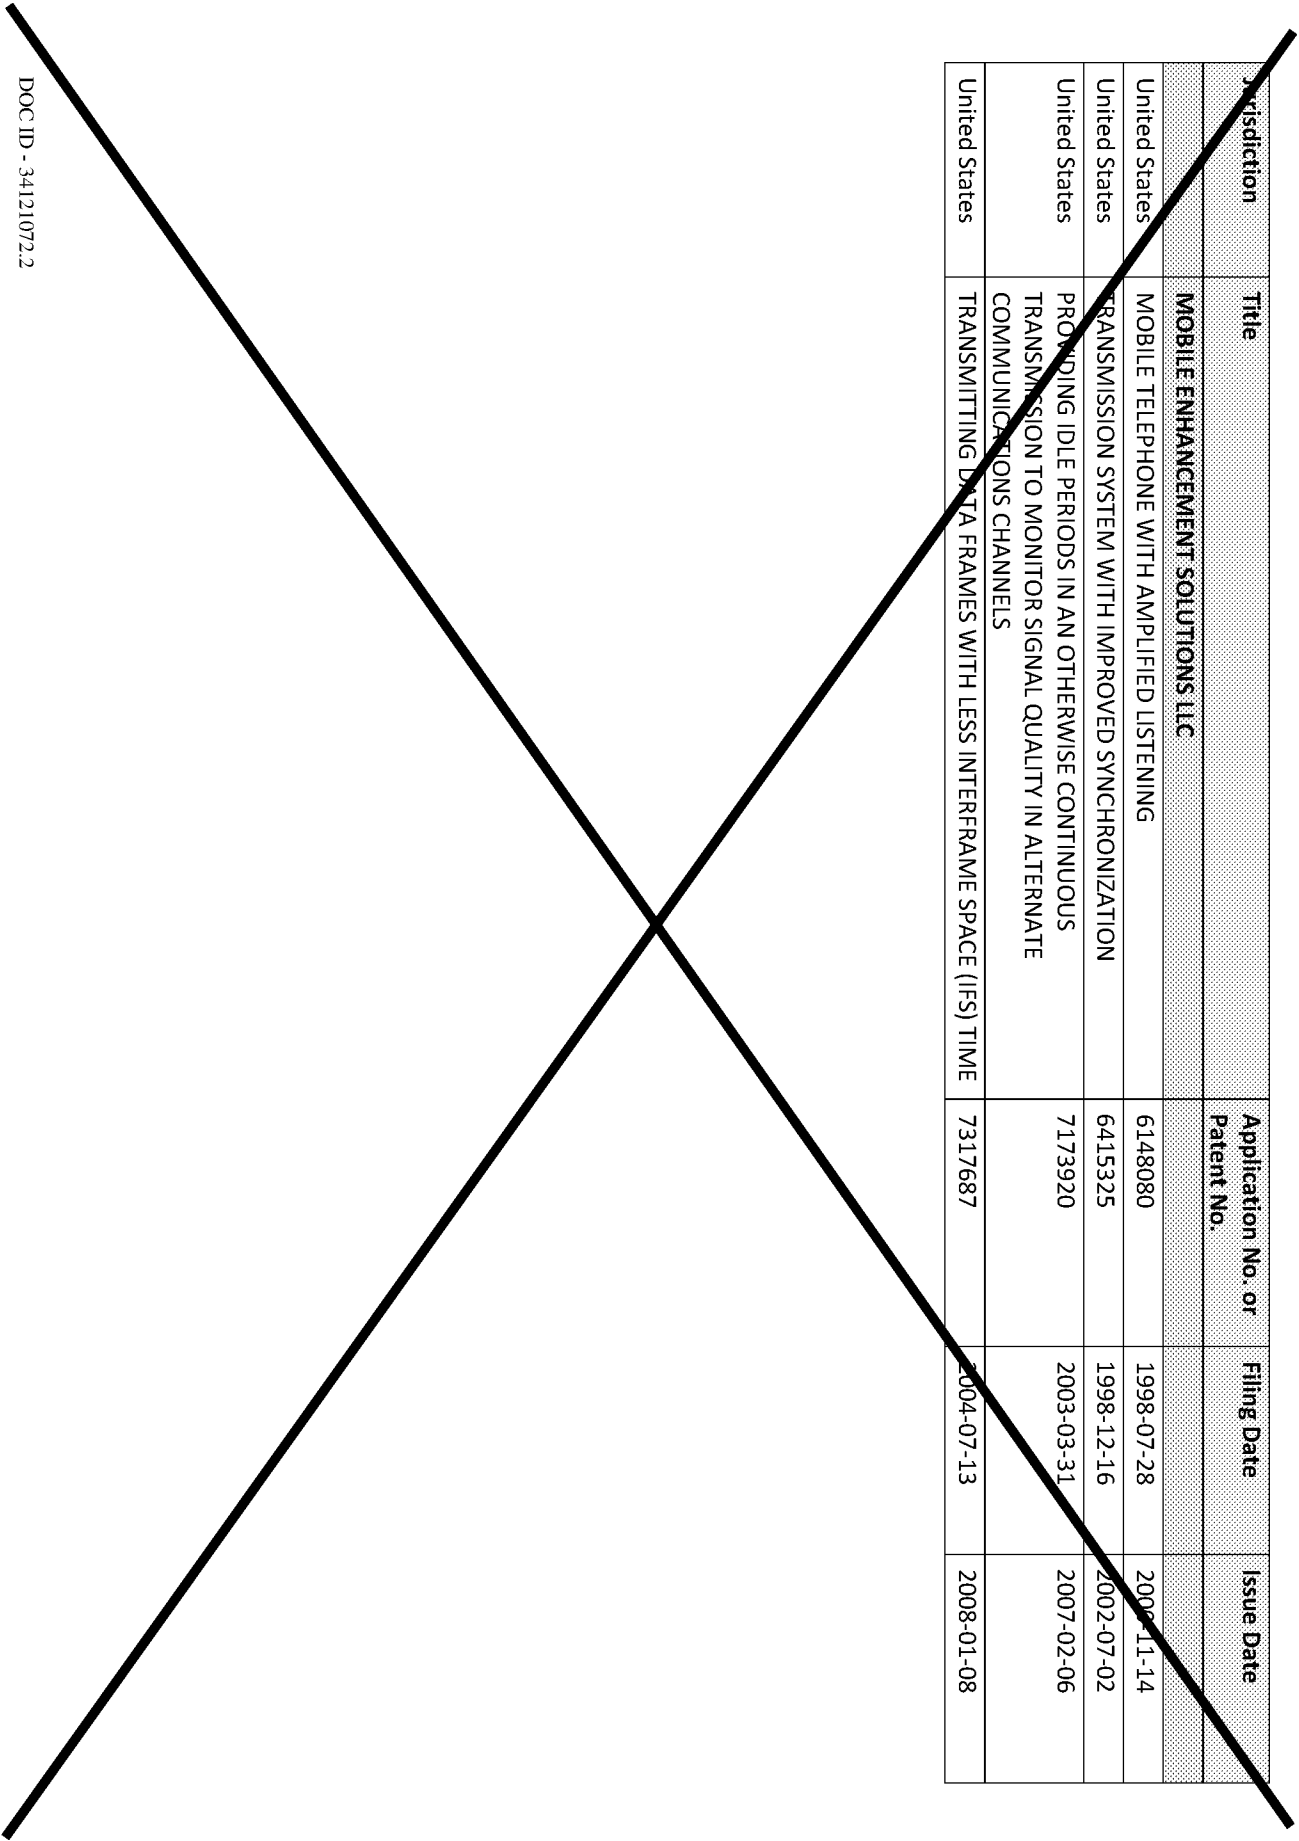 Jurisdiction Title Application No. or Patent No. Filing Date Issue Date
MOBILE ENHANCEMENT SOLUTIONS LLC
United States MOBILE TELEPHONE WITH AMPLIFIED LISTENING 6148080 1998-07-28 2000-11-14
United States TRANSMISSION SYSTEM WITH IMPROVED SYNCHRONIZATION 6415325 1998-12-16 2002-07-02
United States PROVIDING IDLE PERIODS IN AN OTHERWISE CONTINUOUS 7173920 2003-03-31 2007-02-06
TRANSMISSION TO MONITOR SIGNAL QUALITY IN ALTERNATE
COMMUNICATIONS CHANNELS
United States TRANSMITTING DATA FRAMES WITH LESS INTERFRAME SPACE (IFS) TIME 7317687 2004-07-13 2008-01-08
DOC ID - 34121072.2